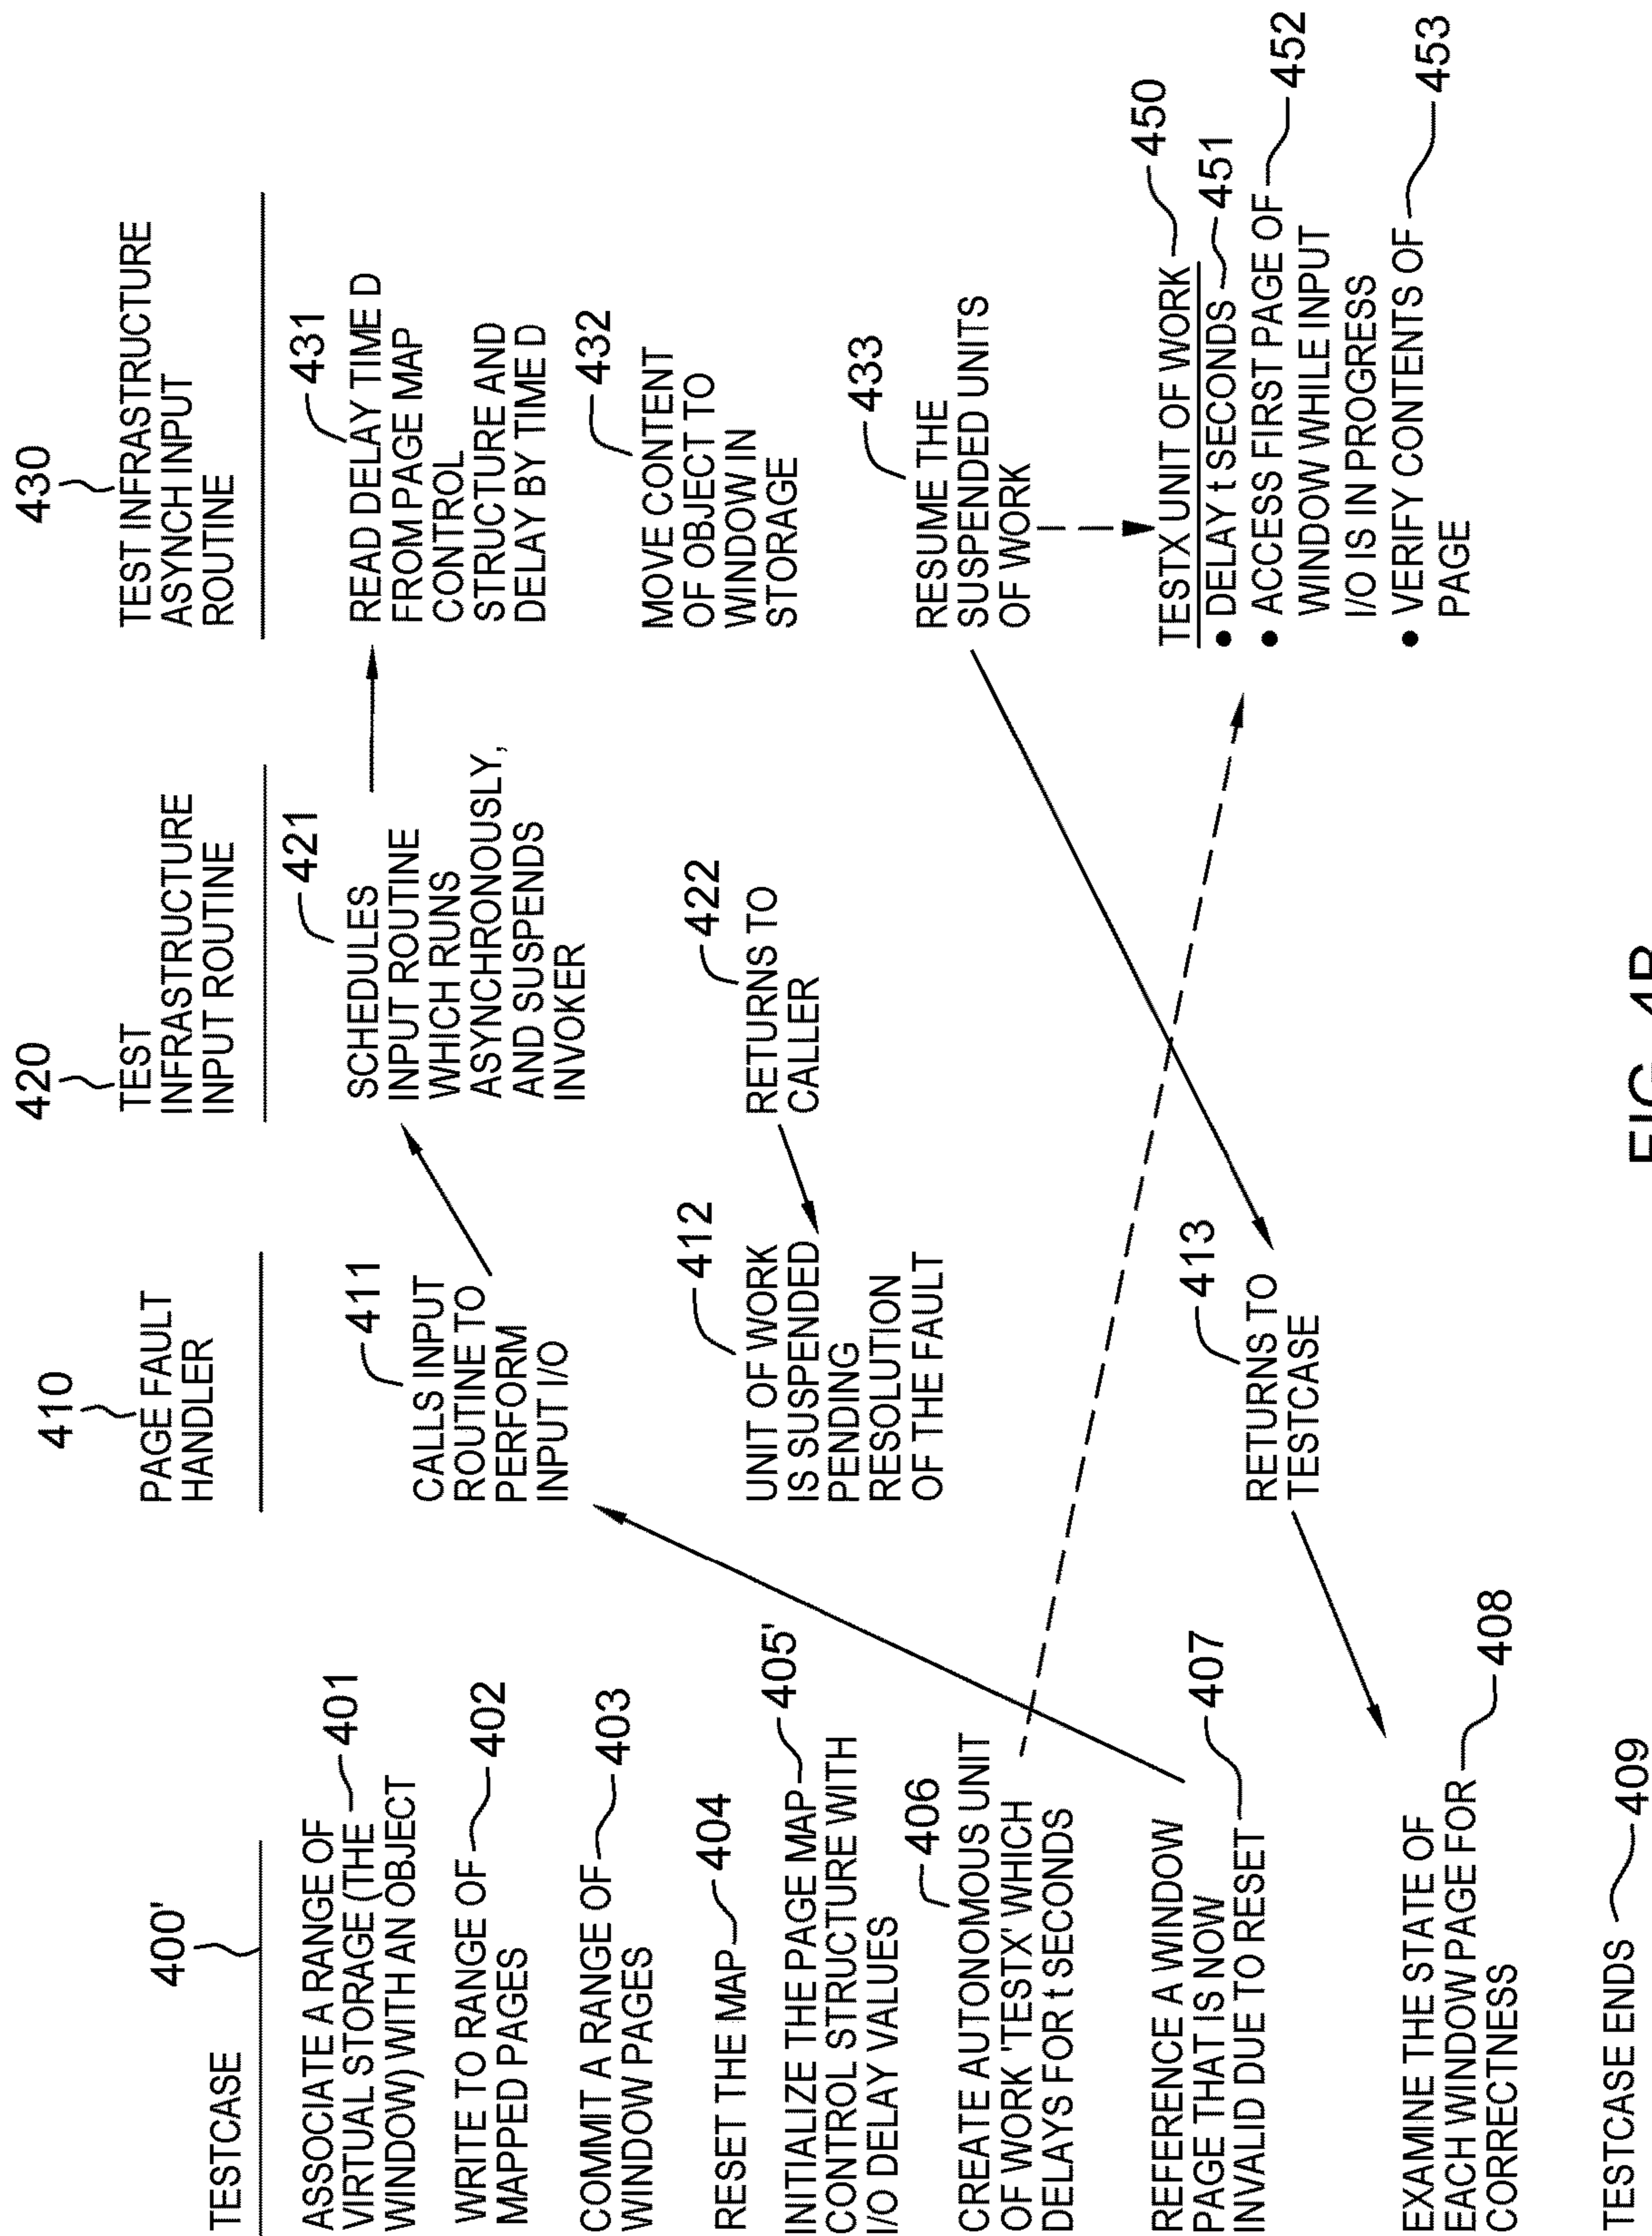 400'
TESTCASE
ASSOCIATE A RANGE OF
VIRTUAL STORAGE (THE 401
WINDOW) WITH AN OBJECT
WRITE TO RANGE OF 402
MAPPED PAGES
COMMIT A RANGE OF 403
WINDOW PAGES
RESET THE MAP 404
INITIALIZE THE PAGE MAP 405'
CONTROL STRUCTURE WITH
I/O DELAY VALUES
406
CREATE AUTONOMOUS UNIT
OF WORK 'TESTX' WHICH
DELAYS FOR t SECONDS
REFERENCE A WINDOW
PAGE THAT IS NOW
INVALID DUE TO RESET 407
EXAMINE THE STATE OF
EACH WINDOW PAGE FOR 408
CORRECTNESS
TESTCASE ENDS 409
410
PAGE FAULT
HANDLER
411
CALLS INPUT
ROUTINE TO
PERFORM
INPUT I/O
412
UNIT OF WORK
IS SUSPENDED
PENDING
RESOLUTION
OF THE FAULT
413
RETURNS TO
TESTCASE
420
TEST
INFRASTRUCTURE
INPUT ROUTINE
421
SCHEDULES
INPUT ROUTINE
WHICH RUNS
ASYNCHRONOUSLY,
AND SUSPENDS
INVOKER
422
RETURNS TO
CALLER
430
TEST INFRASTRUCTURE
ASYNCH INPUT
ROUTINE
431
READ DELAY TIME D
FROM PAGE MAP
CONTROL
STRUCTURE AND
DELAY BY TIME D
432
MOVE CONTENT
OF OBJECT TO
WINDOW IN
STORAGE
433
RESUME THE
SUSPENDED UNITS
OF WORK
TESTX UNIT OF WORK 450
• DELAY t SECONDS 451
• ACCESS FIRST PAGE OF 452
WINDOW WHILE INPUT
I/O IS IN PROGRESS
• VERIFY CONTENTS OF 453
PAGE